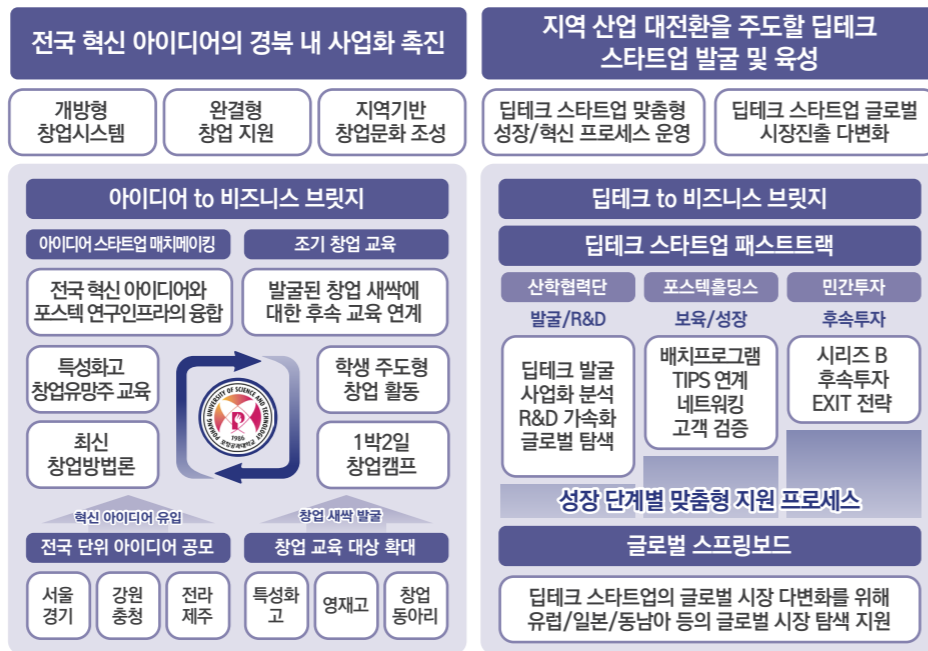 전국 혁신 아이디어의 경북 내 사업화 촉진
개방형
창업시스템
완결형
창업 지원
지역기반
창업문화 조성
아이디어 to 비즈니스 브릿지
아이디어 스타트업 매치메이킹
전국 혁신 아이디어와
포스텍 연구인프라의 융합
조기 창업 교육
발굴된 창업 새싹에
대한 후속 교육 연계
특성화고
창업유망주 교육
최신
창업방법론
POHANG UNIVERSITY OF SCIENCE AND TECHNOLOGY
1986
포항공과대학교
학생 주도형
창업 활동
1박2일
창업캠프
혁신 아이디어 유입
창업 새싹 발굴
전국 단위 아이디어 공모
서울
경기
강원
충청
전라
제주
창업 교육 대상 확대
특성화
고
영재고
창업
동아리
지역 산업 대전환을 주도할 딥테크
스타트업 발굴 및 육성
딥테크 스타트업 맞춤형
성장/혁신 프로세스 운영
딥테크 스타트업 글로벌
시장진출 다변화
딥테크 to 비즈니스 브릿지
딥테크 스타트업 패스트트랙
산학협력단
발굴/R&D
딥테크 발굴
사업화 분석
R&D 가속화
글로벌 탐색
포스텍홀딩스
보육/성장
배치프로그램
TIPS 연계
네트워킹
고객 검증
민간투자
후속투자
시리즈 B
후속투자
EXIT 전략
성장 단계별 맞춤형 지원 프로세스
글로벌 스프링보드
딥테크 스타트업의 글로벌 시장 다변화를 위해
유럽/일본/동남아 등의 글로벌 시장 탐색 지원